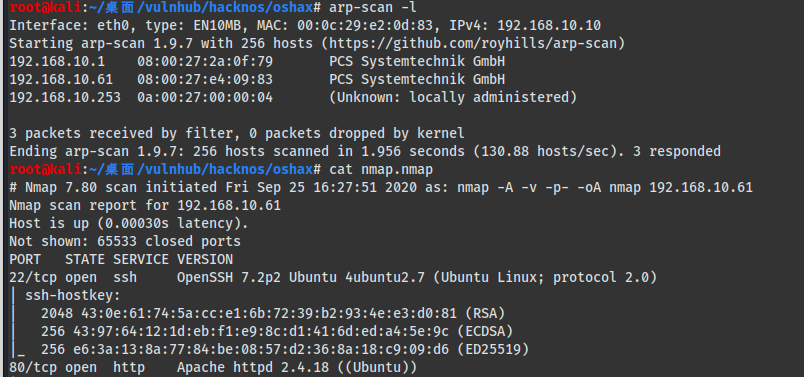 root@kali:~/桌面/vulnhub/hacknos/oshax# arp-scan -l
Interface: eth0, type: EN10MB, MAC: 00:0c:29:e2:0d:83, IPv4: 192.168.10.10
Starting arp-scan 1.9.7 with 256 hosts (https://github.com/royhills/arp-scan)
192.168.10.1    08:00:27:2a:0f:79       PCS Systemtechnik GmbH
192.168.10.61   08:00:27:e4:09:83       PCS Systemtechnik GmbH
192.168.10.253  0a:00:27:00:00:04       (Unknown: locally administered)
3 packets received by filter, 0 packets dropped by kernel
Ending arp-scan 1.9.7: 256 hosts scanned in 1.956 seconds (130.88 hosts/sec). 3 responded
root@kali:~/桌面/vulnhub/hacknos/oshax# cat nmap.nmap
# Nmap 7.80 scan initiated Fri Sep 25 16:27:51 2020 as: nmap -A -v -p- -oA nmap 192.168.10.61
Nmap scan report for 192.168.10.61
Host is up (0.00030s latency).
Not shown: 65533 closed ports
PORT   STATE SERVICE VERSION
22/tcp open  ssh     OpenSSH 7.2p2 Ubuntu 4ubuntu2.7 (Ubuntu Linux; protocol 2.0)
| ssh-hostkey:
|   2048 43:0e:61:74:5a:cc:e1:6b:72:39:b2:93:4e:e3:d0:81 (RSA)
|   256 43:97:64:12:1d:eb:f1:e9:8c:d1:41:6d:ed:a4:5e:9c (ECDSA)
|_  256 e6:3a:13:8a:77:84:be:08:57:d2:36:8a:18:c9:09:d6 (ED25519)
80/tcp open  http    Apache httpd 2.4.18 ((Ubuntu))